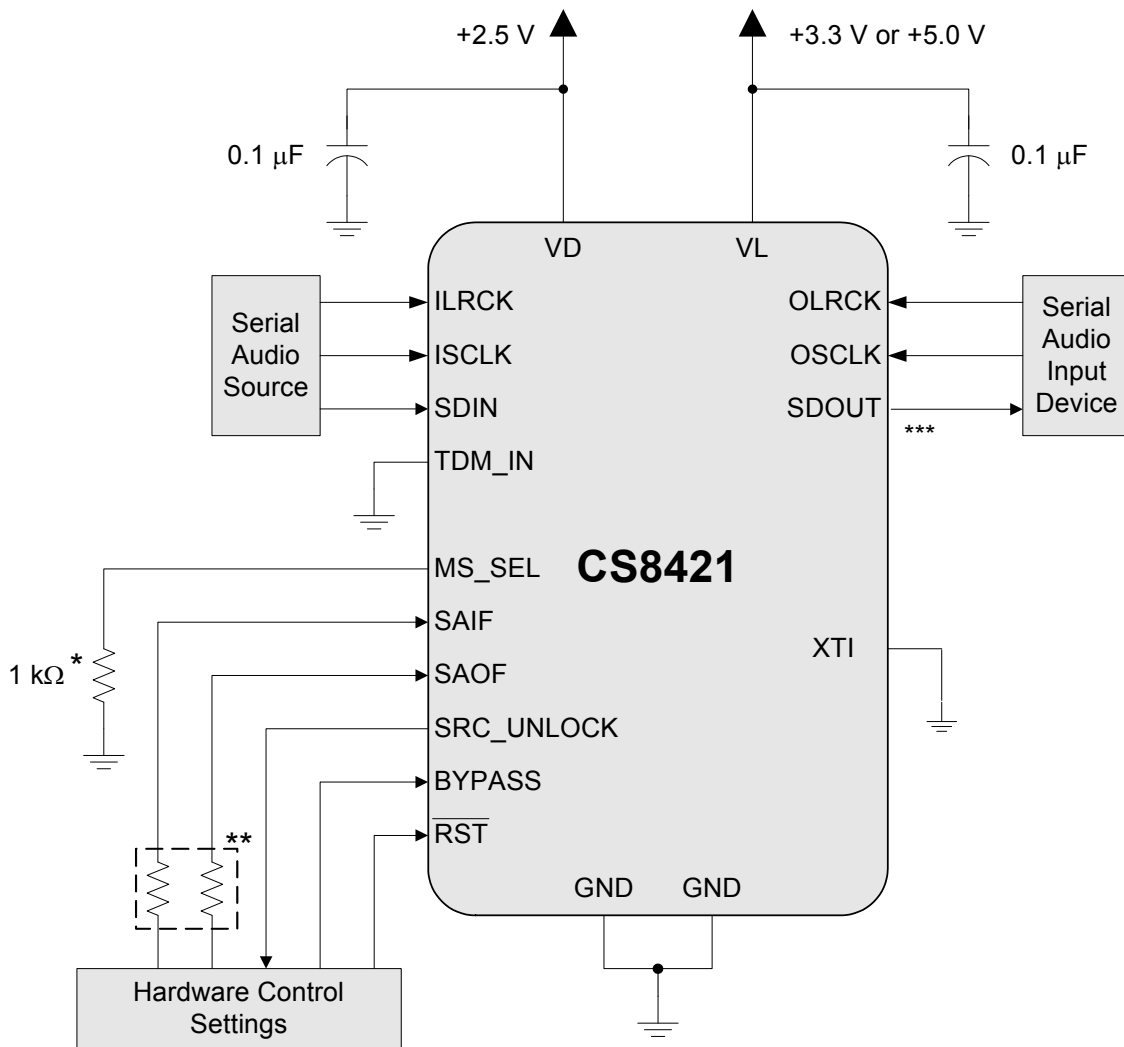 +2.5 V
+3.3 V or +5.0 V
0.1 μF
0.1 μF
VD
VL
Serial
Audio
Source
ILRCK
ISCLK
SDIN
TDM_IN
OLRCK
OSCLK
SDOUT
***
Serial
Audio
Input
Device
MS_SEL
CS8421
SAIF
SAOF
SRC_UNLOCK
BYPASS
RST
XTI
1 kΩ *
**
GND
GND
Hardware Control
Settings